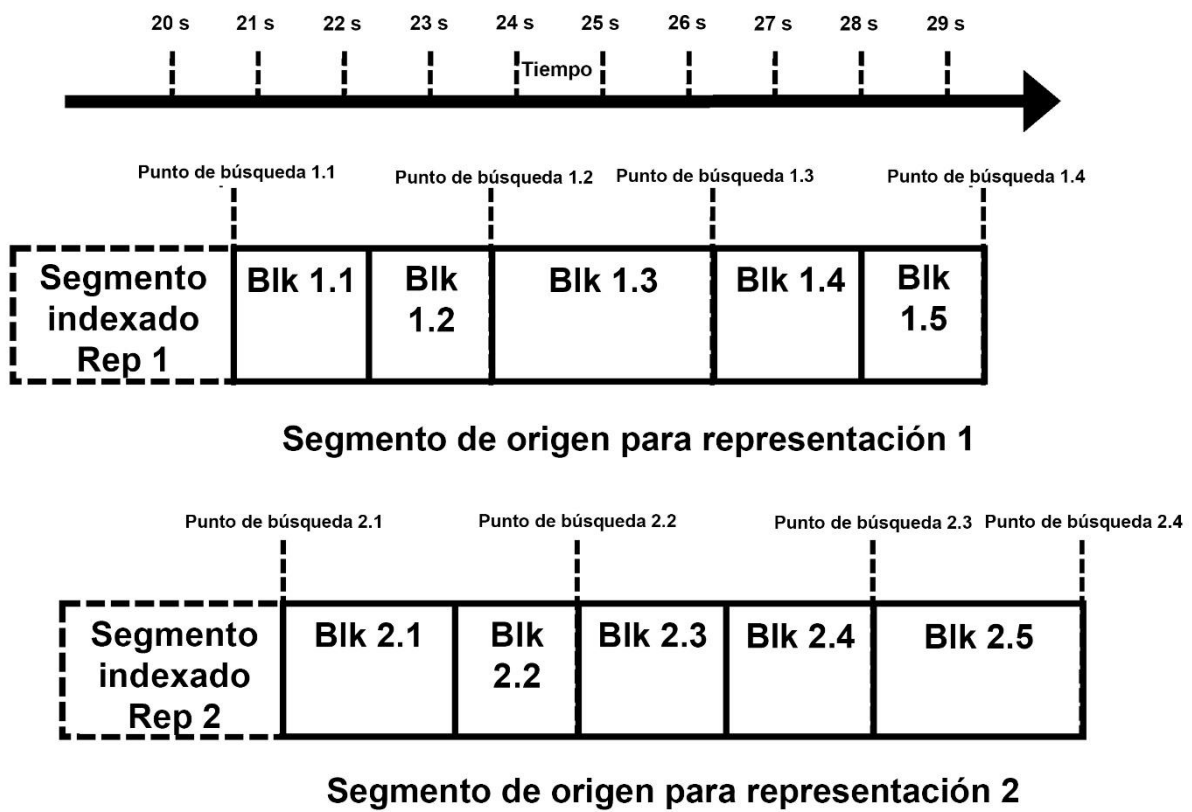 20 s 21 s 22 s 23 s 24 s 25 s 26 s 27 s 28 s 29 s
Tiempo
Punto de búsqueda 1.1 Punto de búsqueda 1.2 Punto de búsqueda 1.3 Punto de búsqueda 1.4
Segmento
indexado
Rep 1
Blk 1.1
Blk
1.2
Blk 1.3
Blk 1.4
Blk
1.5
Segmento de origen para representación 1
Punto de búsqueda 2.1 Punto de búsqueda 2.2 Punto de búsqueda 2.3 Punto de búsqueda 2.4
Segmento
indexado
Rep 2
Blk 2.1
Blk
2.2
Blk 2.3
Blk 2.4
Blk 2.5
Segmento de origen para representación 2